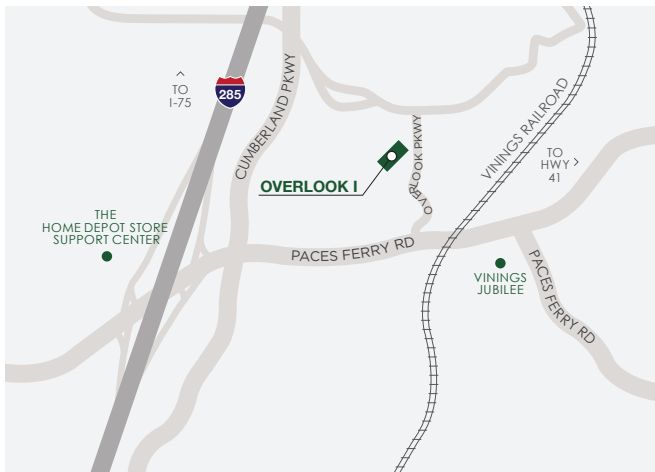 TO
I-75
285
CUMBERLAND PKWY
OVERLOOK PKWY
VININGS RAILROAD
TO
HWY
41
OVERLOOK I
THE
HOME DEPOT STORE
SUPPORT CENTER
PACES FERRY RD
VININGS
JUBILEE
PACES FERRY RD